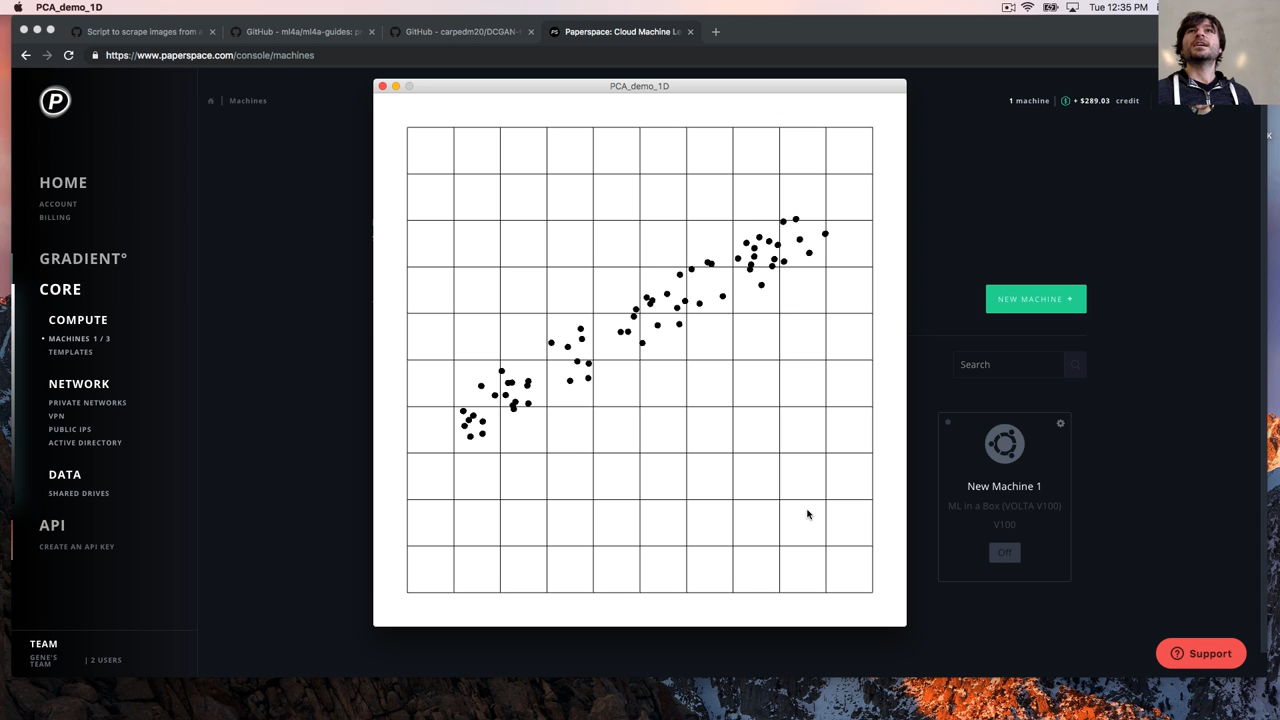 PCA_demo_1D
Tue 12:35 PM
Script to scrape images from a
GitHub - ml4a/ml4a-guides: p
GitHub - carpedm20/DCGAN-
Paperspace: Cloud Machine Le
https://www.paperspace.com/console/machines
PCA_demo_1D
Machines
1 machine
+ $289.03 credit
HOME
ACCOUNT
BILLING
GRADIENT°
CORE
COMPUTE
MACHINES 1 / 3
TEMPLATES
NETWORK
PRIVATE NETWORKS
VPN
PUBLIC IPS
ACTIVE DIRECTORY
DATA
SHARED DRIVES
API
CREATE AN API KEY
TEAM
GENE'S TEAM
| 2 USERS
NEW MACHINE +
Search
New Machine 1
ML in a Box (VOLTA V100)
V100
Off
Support